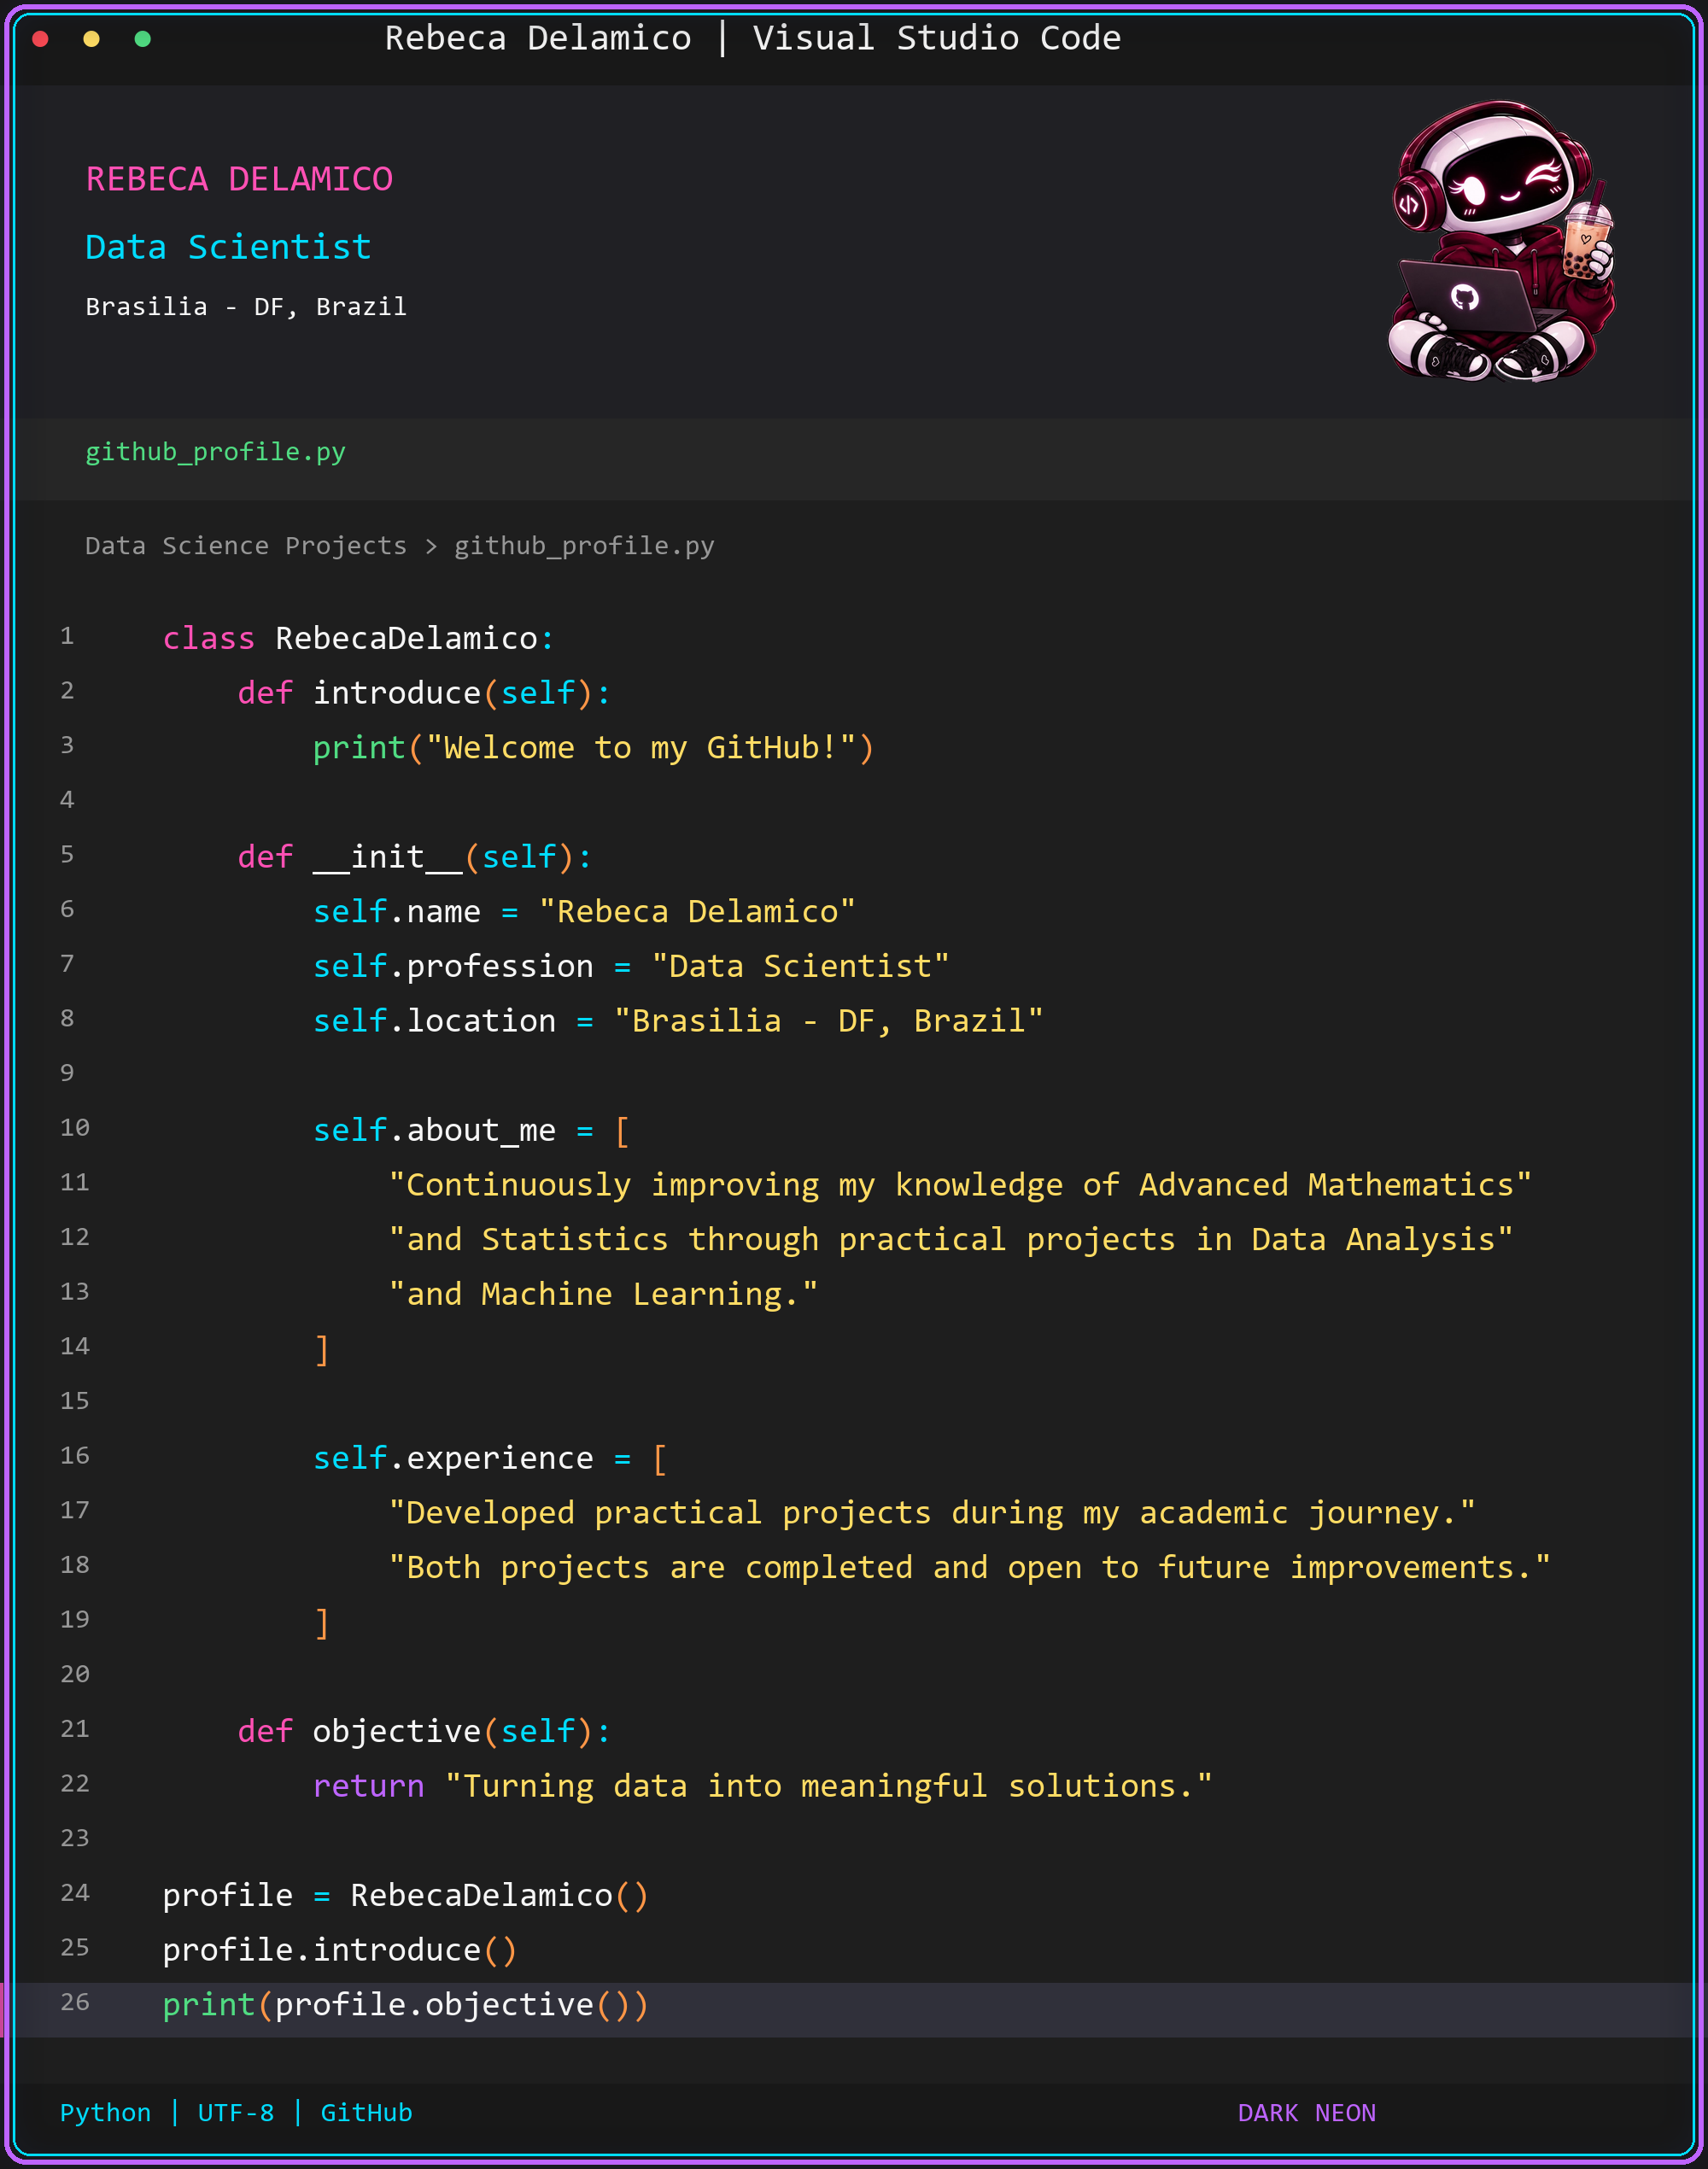 Rebeca Delamico | Visual Studio Code
REBECA DELAMICO
Data Scientist
Brasilia - DF, Brazil
</>
github_profile.py
Data Science Projects > github_profile.py
1 class RebecaDelamico:
2     def introduce(self):
3         print("Welcome to my GitHub!")
4
5     def __init__(self):
6         self.name = "Rebeca Delamico"
7         self.profession = "Data Scientist"
8         self.location = "Brasilia - DF, Brazil"
9
10         self.about_me = [
11             "Continuously improving my knowledge of Advanced Mathematics"
12             "and Statistics through practical projects in Data Analysis"
13             "and Machine Learning."
14         ]
15
16         self.experience = [
17             "Developed practical projects during my academic journey."
18             "Both projects are completed and open to future improvements."
19         ]
20
21     def objective(self):
22         return "Turning data into meaningful solutions."
23
24 profile = RebecaDelamico()
25 profile.introduce()
26 print(profile.objective())
Python | UTF-8 | GitHub
DARK NEON